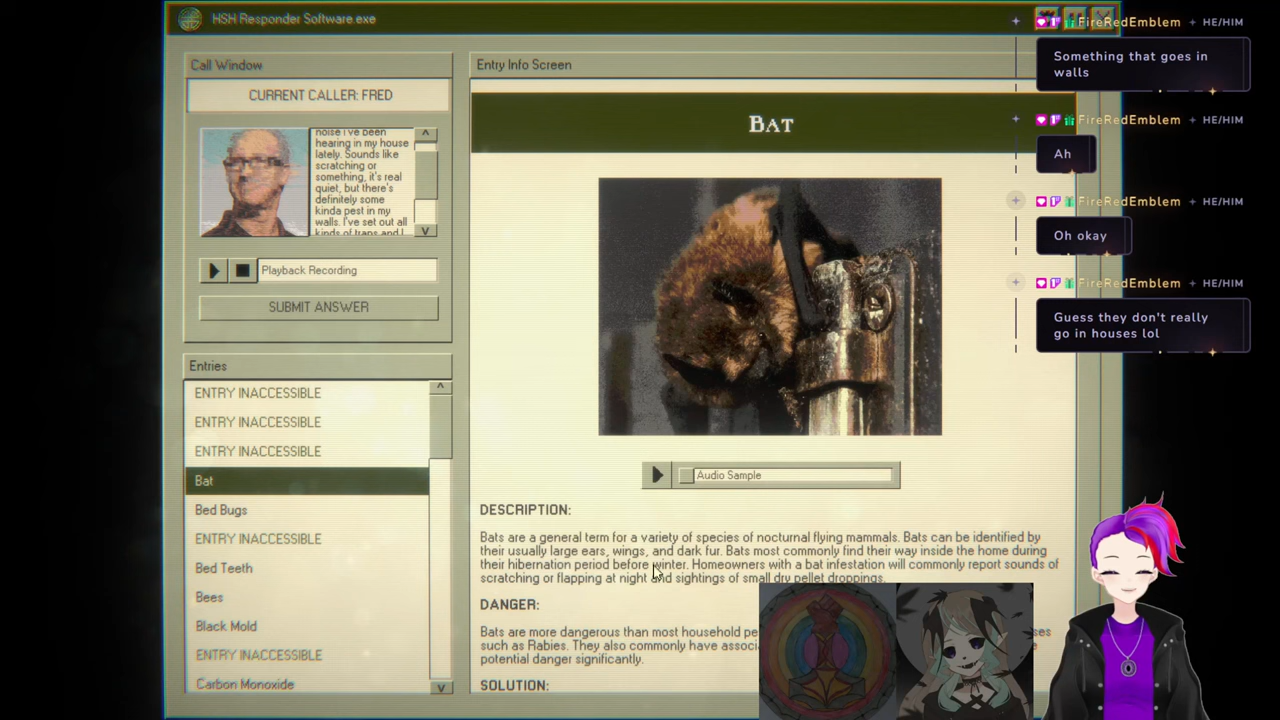 HSH Responder Software.exe
Call Window
CURRENT CALLER: FRED
noise I've been
hearing in my house
lately. Sounds like
scratching or
something, it's real
quiet, but there's
definitely some
kinda pest in my
walls. I've set out all
kinds of traps and I
Playback Recording
SUBMIT ANSWER
Entries
ENTRY INACCESSIBLE
ENTRY INACCESSIBLE
ENTRY INACCESSIBLE
Bat
Bed Bugs
ENTRY INACCESSIBLE
Bed Teeth
Bees
Black Mold
ENTRY INACCESSIBLE
Carbon Monoxide
Entry Info Screen
BAT
Audio Sample
DESCRIPTION:
Bats are a general term for a variety of species of nocturnal flying mammals. Bats can be identified by
their usually large ears, wings, and dark fur. Bats most commonly find their way inside the home during
their hibernation period before winter. Homeowners with a bat infestation will commonly report sounds of
scratching or flapping at night and sightings of small dry pellet droppings.
DANGER:
Bats are more dangerous than most household
such as Rabies. They also commonly have
potential danger significantly.
SOLUTION:
FireRedEmblem + HE/HIM
Something that goes in
walls
FireRedEmblem + HE/HIM
Ah
FireRedEmblem + HE/HIM
Oh okay
FireRedEmblem + HE/HIM
Guess they don't really
go in houses lol